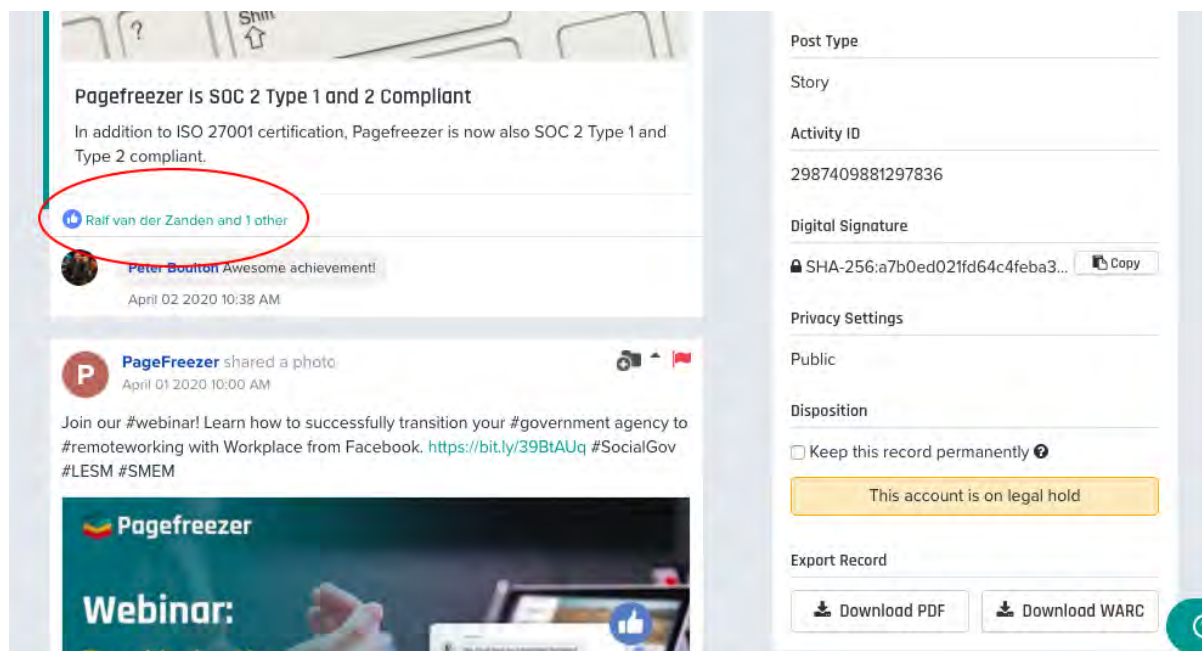 ?
Shift
Pagefreezer is SOC 2 Type 1 and 2 Compliant
In addition to ISO 27001 certification, Pagefreezer is now also SOC 2 Type 1 and
Type 2 compliant.
Ralf van der Zanden and 1 other
Peter Boulton Awesome achievement!
April 02 2020 10:38 AM
P
PageFreezer shared a photo
April 01 2020 10:00 AM
Join our #webinar! Learn how to successfully transition your #government agency to
#remoteworking with Workplace from Facebook. https://bit.ly/39BtAUq #SocialGov
#LESM #SMEM
Pagefreezer
Webinar:
Post Type
Story
Activity ID
2987409881297836
Digital Signature
SHA-256:a7b0ed021fd64c4feba3... Copy
Privacy Settings
Public
Disposition
Keep this record permanently
This account is on legal hold
Export Record
Download PDF
Download WARC